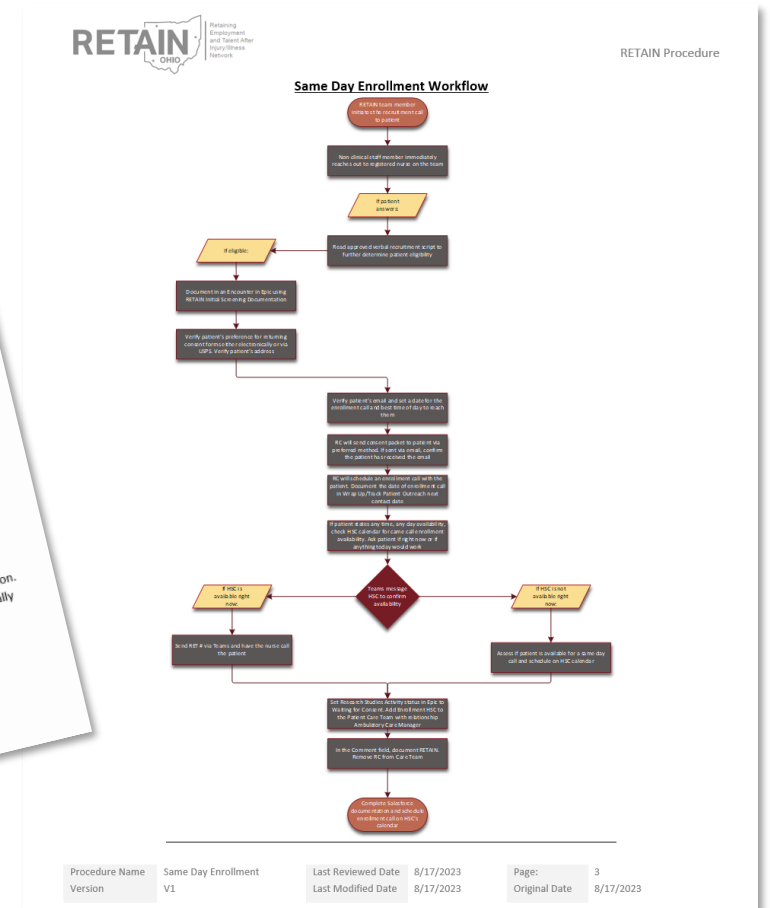 RETAIN
OHIO
Retaining
Employment
and Talent After
Injury/Illness
Network
RETAIN Procedure
Same Day Enrollment Workflow
RETAIN team member
initiates the recruitment call
to patient
Non-clinical staff member immediately
reaches out to registered nurse on the team
If patient
answers
Read approved verbal recruitment script to
further determine patient eligibility
If eligible:
Document in an Encounter in Epic using
RETAIN Initial Screening Documentation
Verify patient's preference for returning
consent forms either electronically or via
USPS. Verify patient's address
Verify patient's email and set a date for the
enrollment call and best time of day to reach
them
RC will send consent packet to patient via
preferred method. If sent via email, confirm
the patient has received the email
RC will schedule an enrollment call with the
patient. Document the date of enrollment call
in Wrap Up/Track Patient Outreach next
contact date
If patient states any time, any day availability,
check HSC calendar for same call enrollment
availability. Ask patient if right now or if
anything today would work
Teams message
HSC to confirm
availability
If HSC is
available right
now:
If HSC is not
available right
now:
Send RET # via Teams and have the nurse call
the patient
Assess if patient is available for a same day
call and schedule on HSC calendar
Set Research Studies Activity status in Epic to
Waiting for Consent. Add Enrollment HSC to
the Patient Care Team with relationship
Ambulatory Care Manager
In the Comment field, document RETAIN.
Remove RC from Care Team
Complete Salesforce
documentation and schedule
enrollment call on HSC's
calendar
on.
lly
Procedure Name Same Day Enrollment Last Reviewed Date 8/17/2023 Page: 3
Version V1 Last Modified Date 8/17/2023 Original Date 8/17/2023